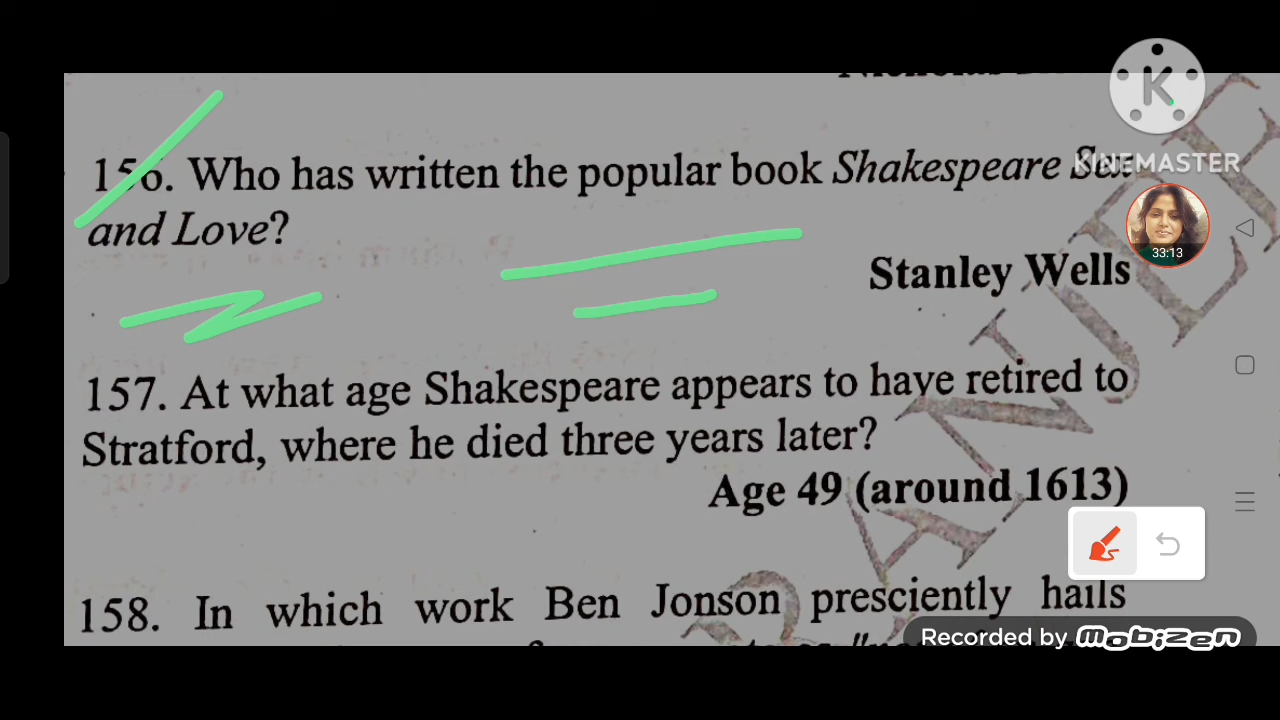 KINEMASTER
156. Who has written the popular book Shakespeare Sex
and Love?
33:13
Stanley Wells
157. At what age Shakespeare appears to have retired to
Stratford, where he died three years later?
Age 49 (around 1613)
158. In which work Ben Jonson presciently hails
Recorded by mobizen